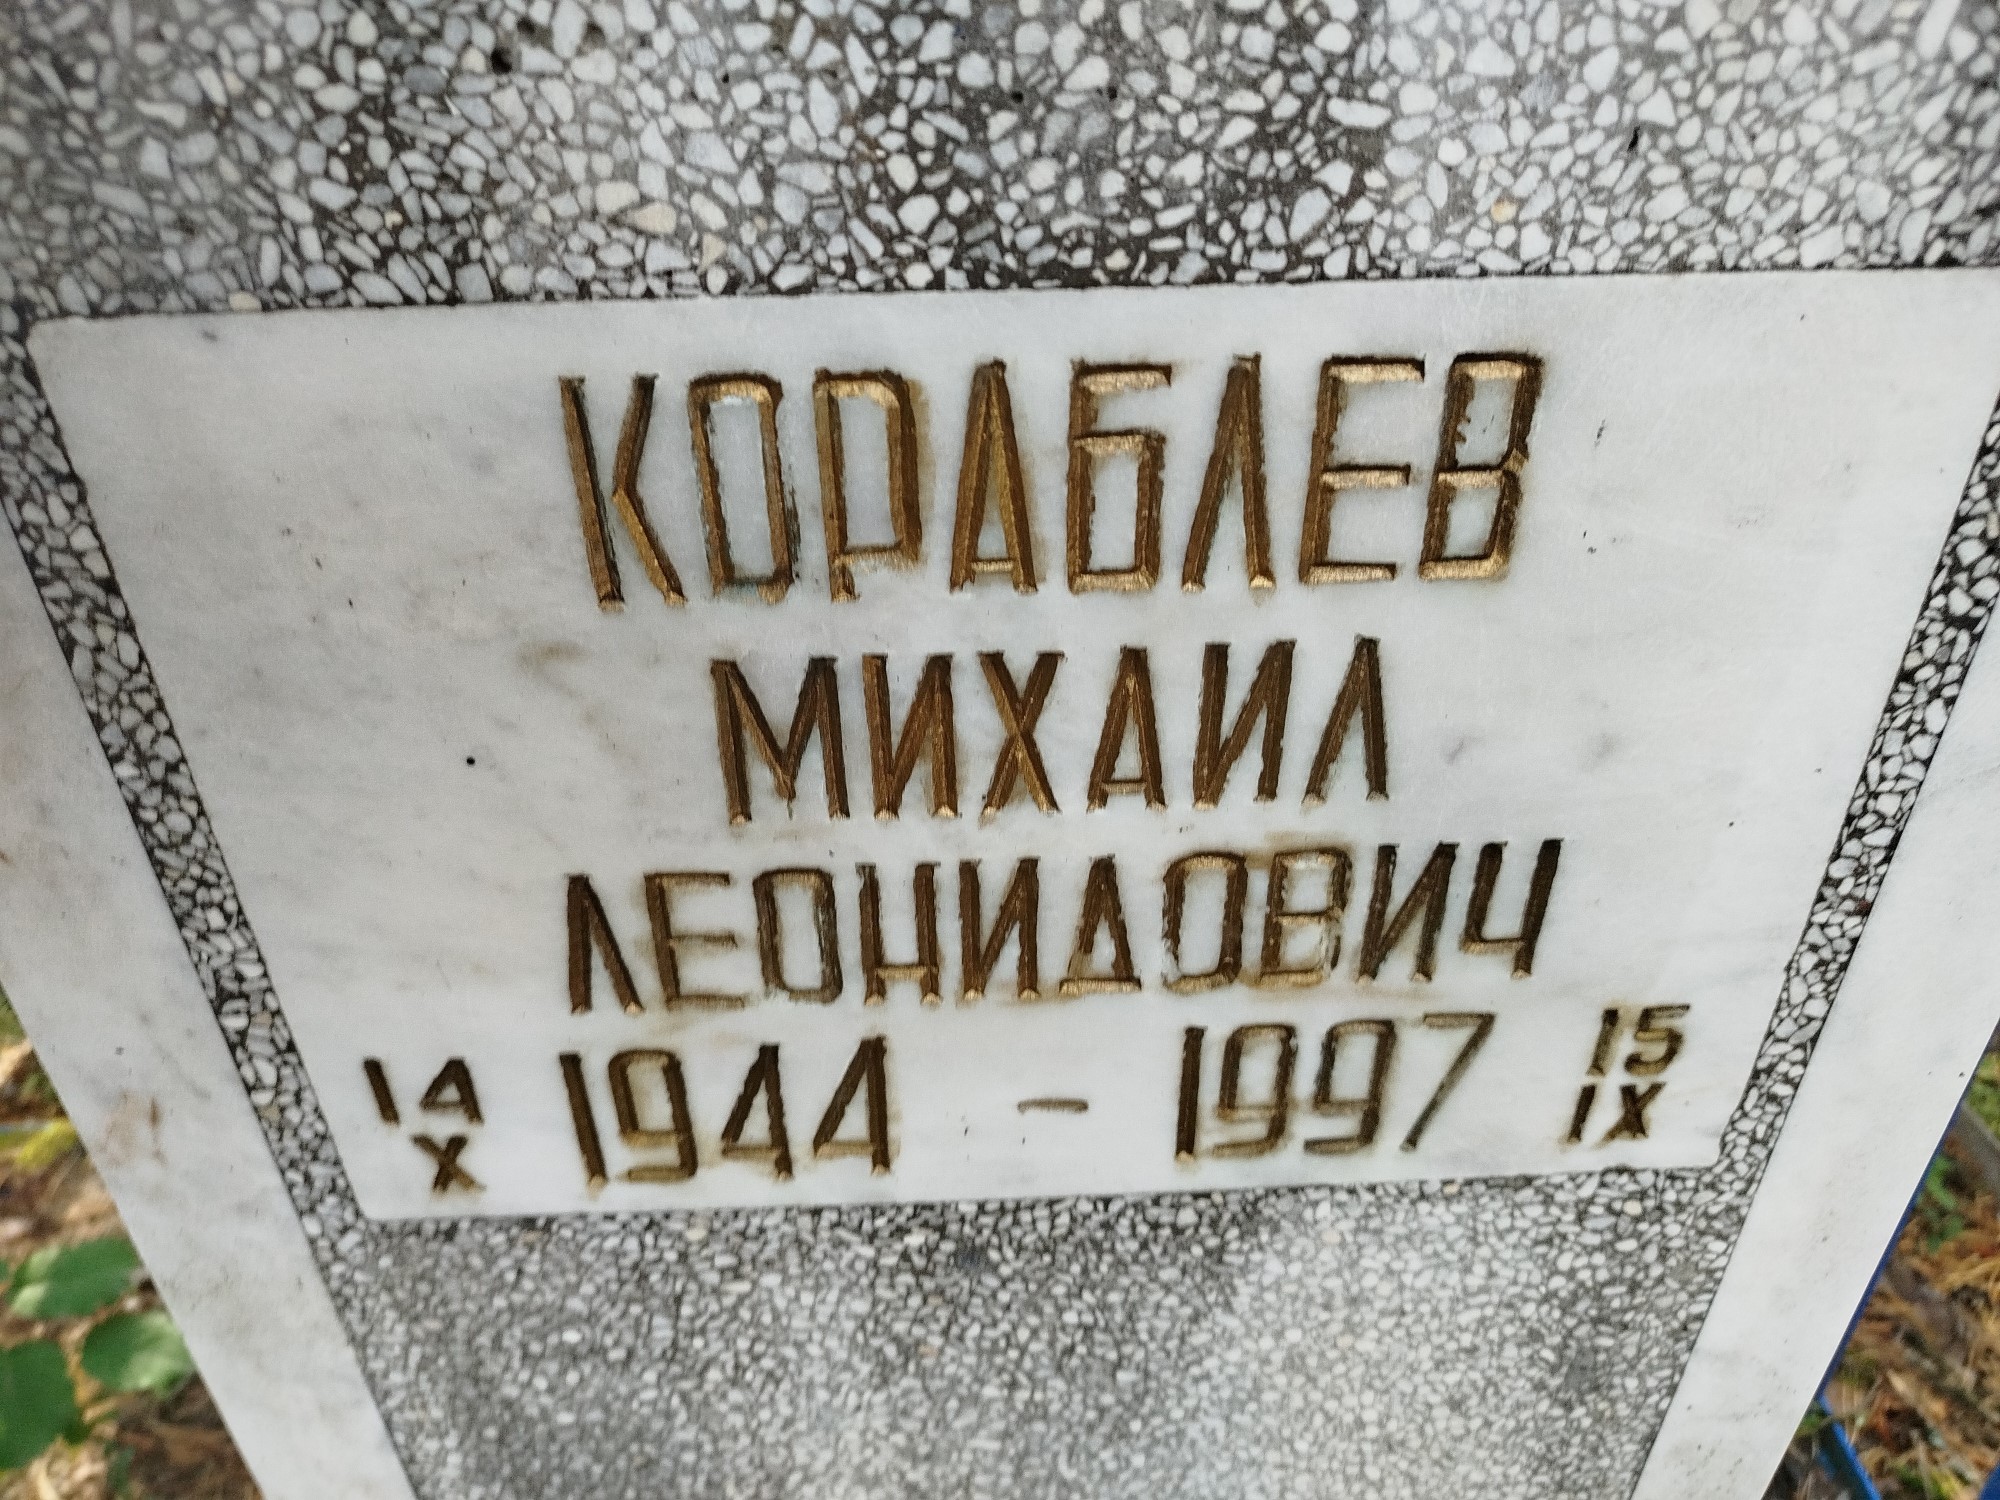 КОРАБЛЕВ
МИХАИЛ
ЛЕОНИДОВИЧ
14 X 1944 - 1997 15 IX